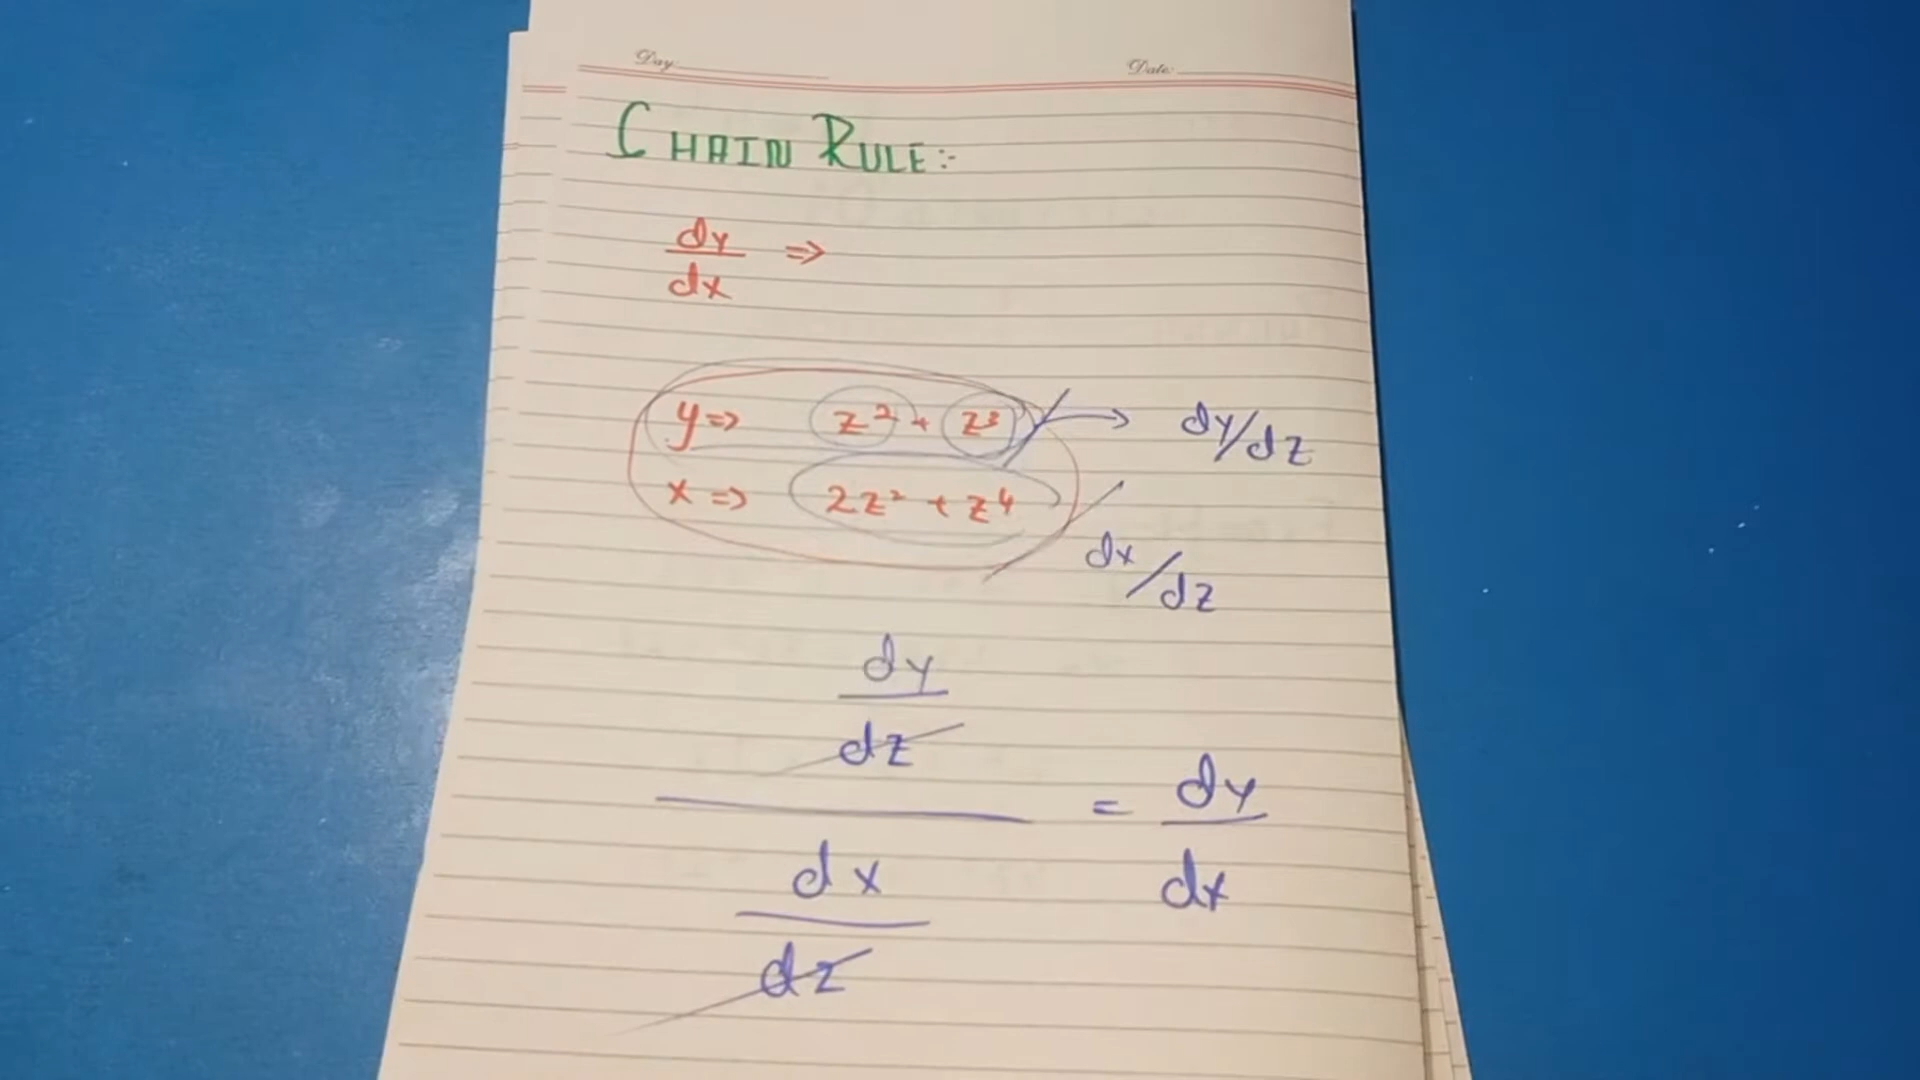 Day: Date:
CHAIN RULE:-
dy/dx ⇒
y ⇒ z² + z³ → dy/dz
x ⇒ 2z² + z⁴
dx/dz
dy
dz
= dy
dx
dx
dz